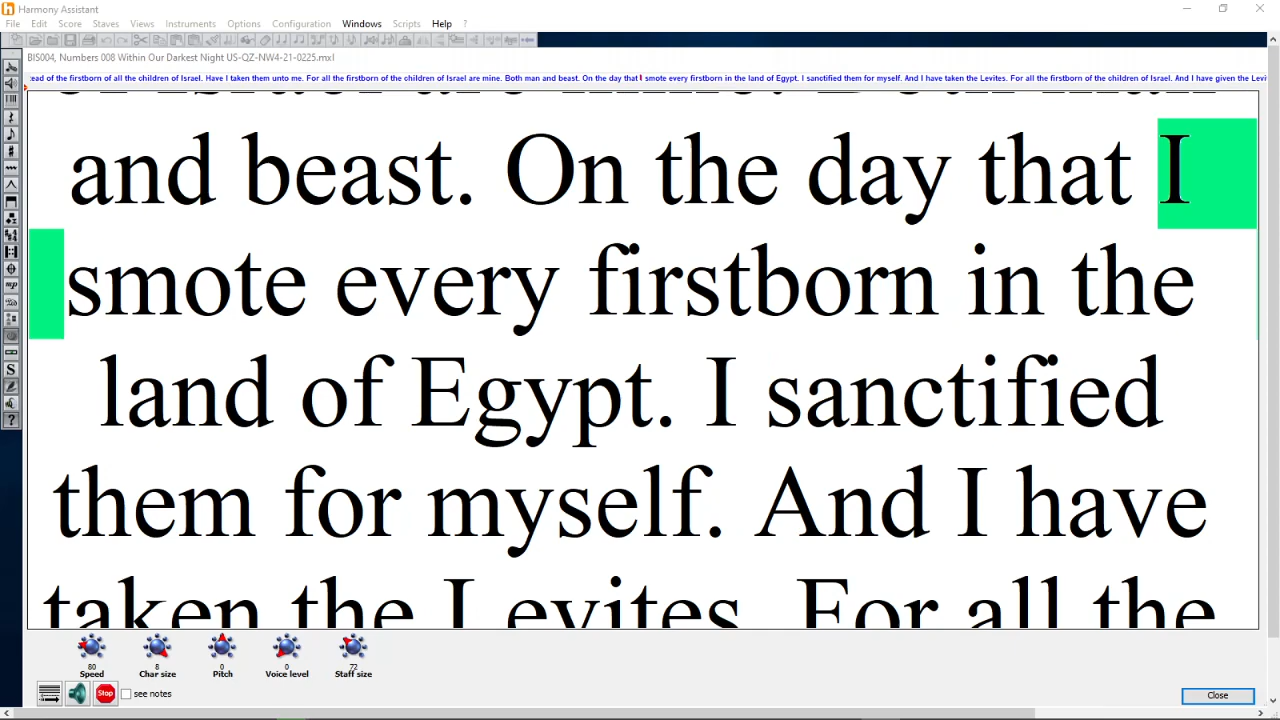 Harmony Assistant
File Edit Score Staves Views Instruments Options Configuration Windows Scripts Help ?
BIS004, Numbers 008 Within Our Darkest Night US-QZ-NW4-21-0225.mxl
ead of the firstborn of all the children of Israel. Have I taken them unto me. For all the firstborn of the children of Israel are mine. Both man and beast. On the day that I smote every firstborn in the land of Egypt. I sanctified them for myself. And I have taken the Levites. For all the firstborn of the children of Israel. And I have given the Levi
and beast. On the day that I
smote every firstborn in the
land of Egypt. I sanctified
them for myself. And I have
taken the Levites. For all the
80 8 0 0 72
Speed Char size Pitch Voice level Staff size
Stop see notes Close